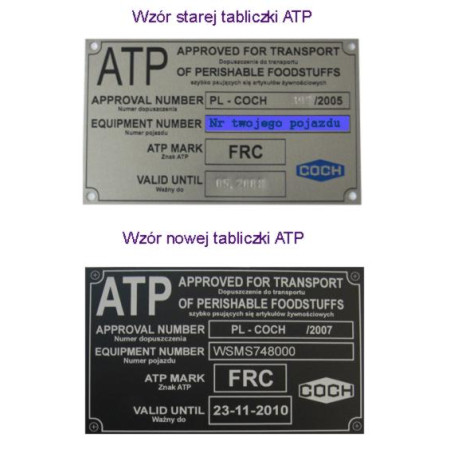 Wzór starej tabliczki ATP
ATP APPROVED FOR TRANSPORT
Dopuszczenie do transportu
OF PERISHABLE FOODSTUFFS
szybko psujących się artykułów żywnościowych
APPROVAL NUMBER PL - COCH /2005
Numer dopuszczenia
EQUIPMENT NUMBER Nr twojego pojazdu
Numer pojazdu
ATP MARK FRC
Znak ATP
COCH
VALID UNTIL
Ważny do
Wzór nowej tabliczki ATP
ATP APPROVED FOR TRANSPORT
Dopuszczenie do transportu
OF PERISHABLE FOODSTUFFS
szybko psujących się artykułów żywnościowych
APPROVAL NUMBER PL - COCH /2007
Numer dopuszczenia
EQUIPMENT NUMBER WSMS748000
Numer pojazdu
ATP MARK FRC
Znak ATP
COCH
VALID UNTIL 23-11-2010
Ważny do